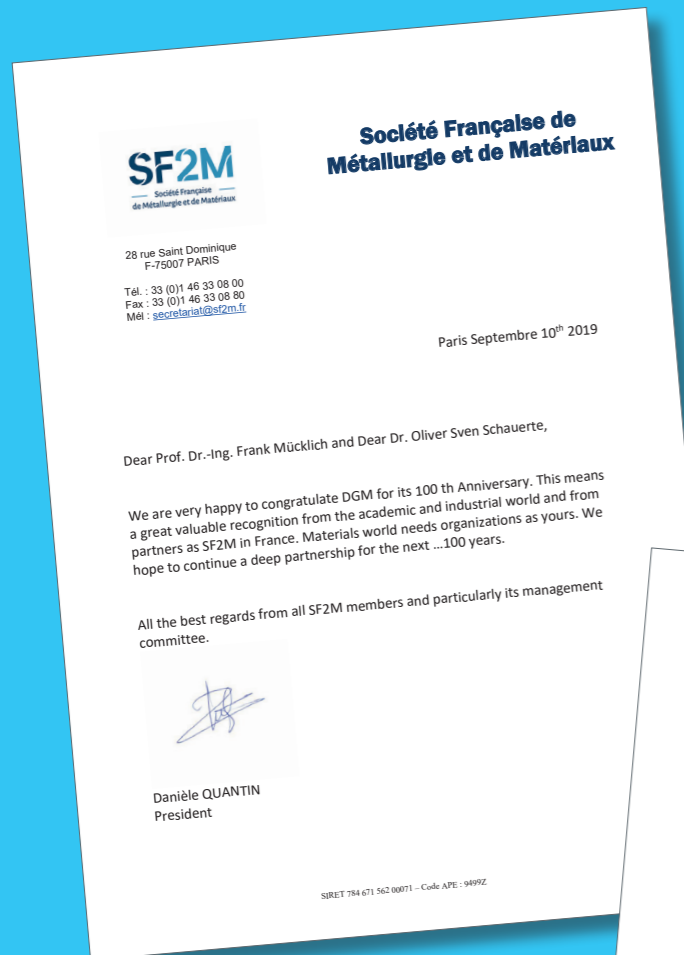 SF2M
Société Française
de Métallurgie et de Matériaux
Société Française de
Métallurgie et de Matériaux
28 rue Saint Dominique
F-75007 PARIS
Tél. : 33 (0)1 46 33 08 00
Fax : 33 (0)1 46 33 08 80
Mél : secretariat@sf2m.fr
Paris Septembre 10th 2019
Dear Prof. Dr.-Ing. Frank Mücklich and Dear Dr. Oliver Sven Schauerte,
We are very happy to congratulate DGM for its 100 th Anniversary. This means
a great valuable recognition from the academic and industrial world and from
partners as SF2M in France. Materials world needs organizations as yours. We
hope to continue a deep partnership for the next ...100 years.
All the best regards from all SF2M members and particularly its management
committee.
Danièle QUANTIN
President
SIRET 784 671 562 00071 – Code APE : 9499Z